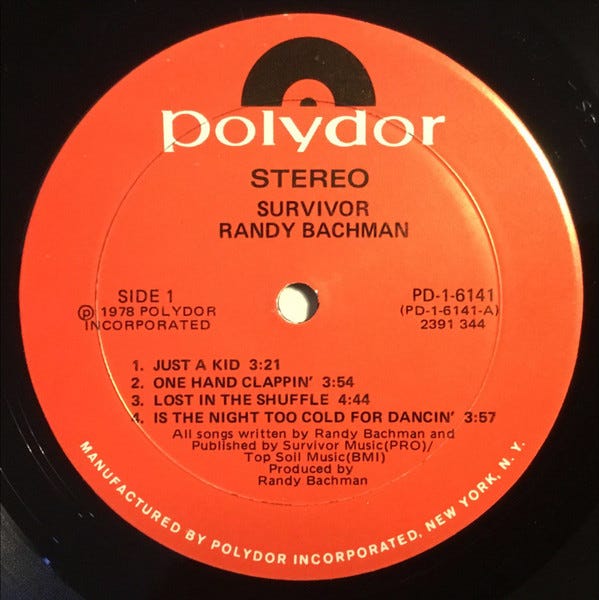 polydor
STEREO
SURVIVOR
RANDY BACHMAN
SIDE 1
℗ 1978 POLYDOR
INCORPORATED
PD-1-6141
(PD-1-6141-A)
2391 344
1. JUST A KID 3:21
2. ONE HAND CLAPPIN' 3:54
3. LOST IN THE SHUFFLE 4:44
4. IS THE NIGHT TOO COLD FOR DANCIN' 3:57
All songs written by Randy Bachman and
Published by Survivor Music(PRO)/
Top Soil Music(BMI)
Produced by
Randy Bachman
MANUFACTURED BY POLYDOR INCORPORATED, NEW YORK, N. Y.